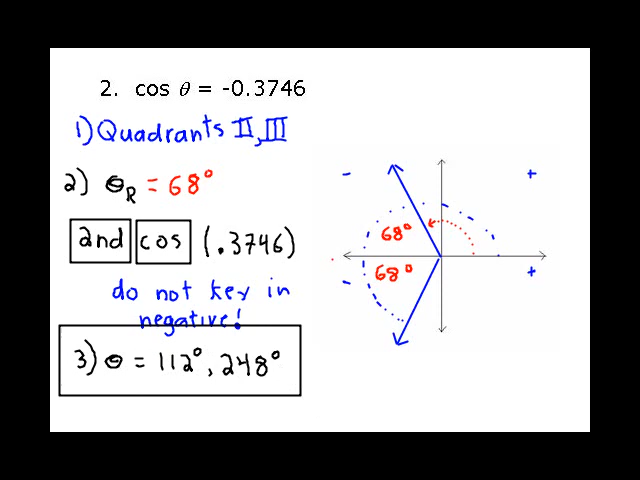 2. cos θ = -0.3746
1) Quadrants II, III
2) θR = 68°
2nd cos (.3746)
do not key in
negative!
3) θ = 112°, 248°
- +
68°
68°
- +